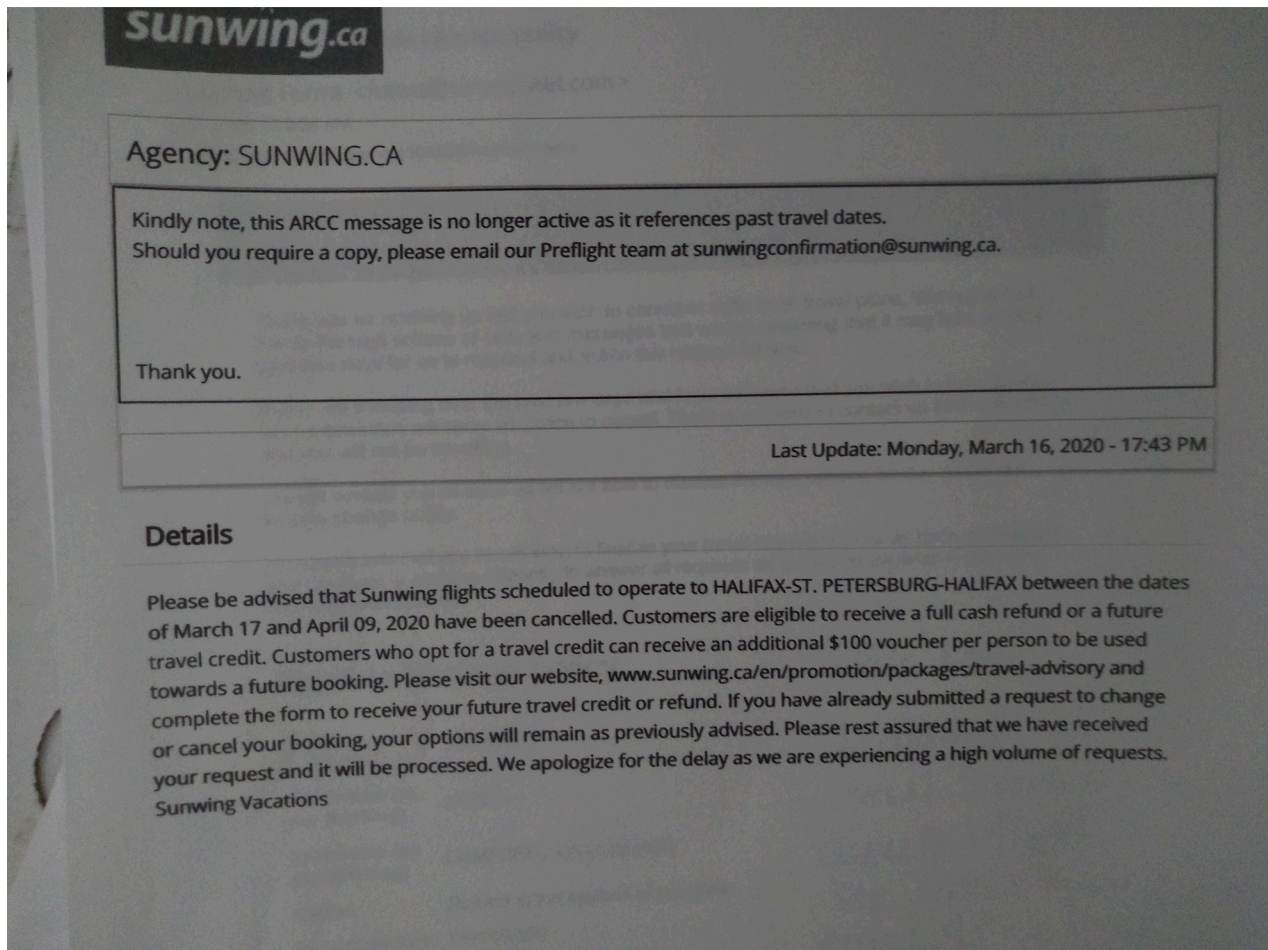 sunwing.ca
Agency: SUNWING.CA
Kindly note, this ARCC message is no longer active as it references past travel dates.
Should you require a copy, please email our Preflight team at sunwingconfirmation@sunwing.ca.
Thank you.
Last Update: Monday, March 16, 2020 - 17:43 PM
Details
Please be advised that Sunwing flights scheduled to operate to HALIFAX-ST. PETERSBURG-HALIFAX between the dates
of March 17 and April 09, 2020 have been cancelled. Customers are eligible to receive a full cash refund or a future
travel credit. Customers who opt for a travel credit can receive an additional $100 voucher per person to be used
towards a future booking. Please visit our website, www.sunwing.ca/en/promotion/packages/travel-advisory and
complete the form to receive your future travel credit or refund. If you have already submitted a request to change
or cancel your booking, your options will remain as previously advised. Please rest assured that we have received
your request and it will be processed. We apologize for the delay as we are experiencing a high volume of requests.
Sunwing Vacations